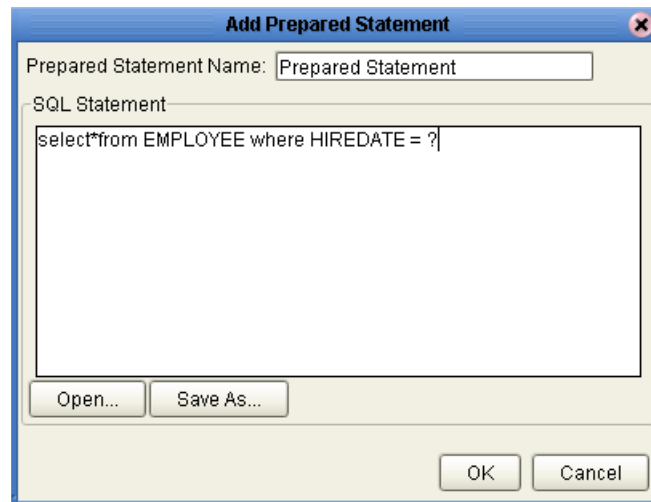 Add Prepared Statement
Prepared Statement Name: Prepared Statement
SQL Statement
select*from EMPLOYEE where HIREDATE = ?
Open... Save As...
OK Cancel